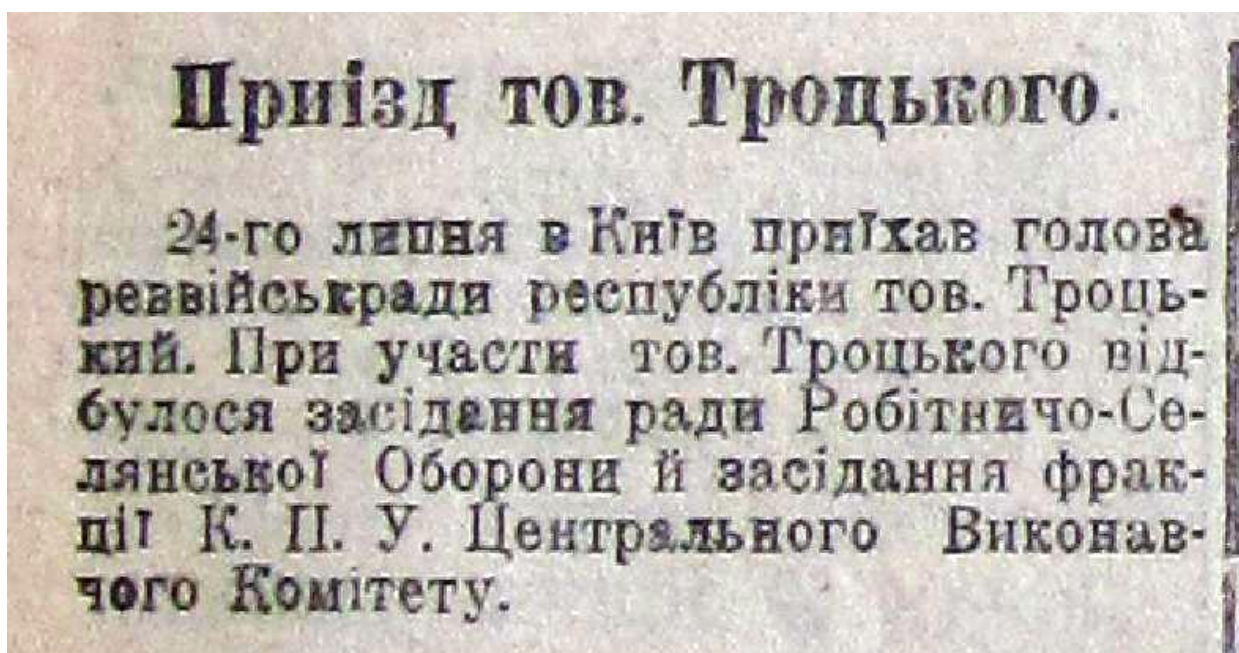 Приїзд тов. Троцького.
24-го липня в Київ приїхав голова
реввійськради республіки тов. Троць-
кий. При участи тов. Троцького від-
булося засідання ради Робітничо-Се-
лянської Оборони й засідання фрак-
ції К. П. У. Центрального Виконав-
чого Комітету.